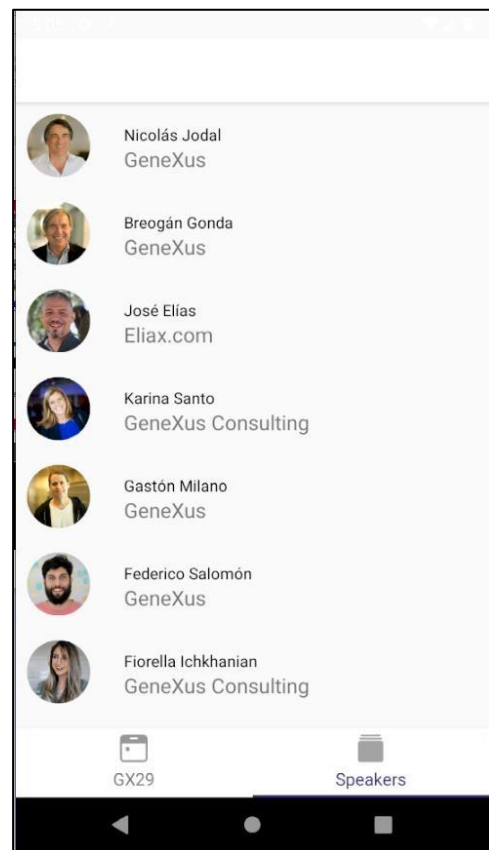 Nicolás Jodal
GeneXus
Breogán Gonda
GeneXus
José Elías
Eliax.com
Karina Santo
GeneXus Consulting
Gastón Milano
GeneXus
Federico Salomón
GeneXus
Fiorella Ichkhanian
GeneXus Consulting
GX29
Speakers